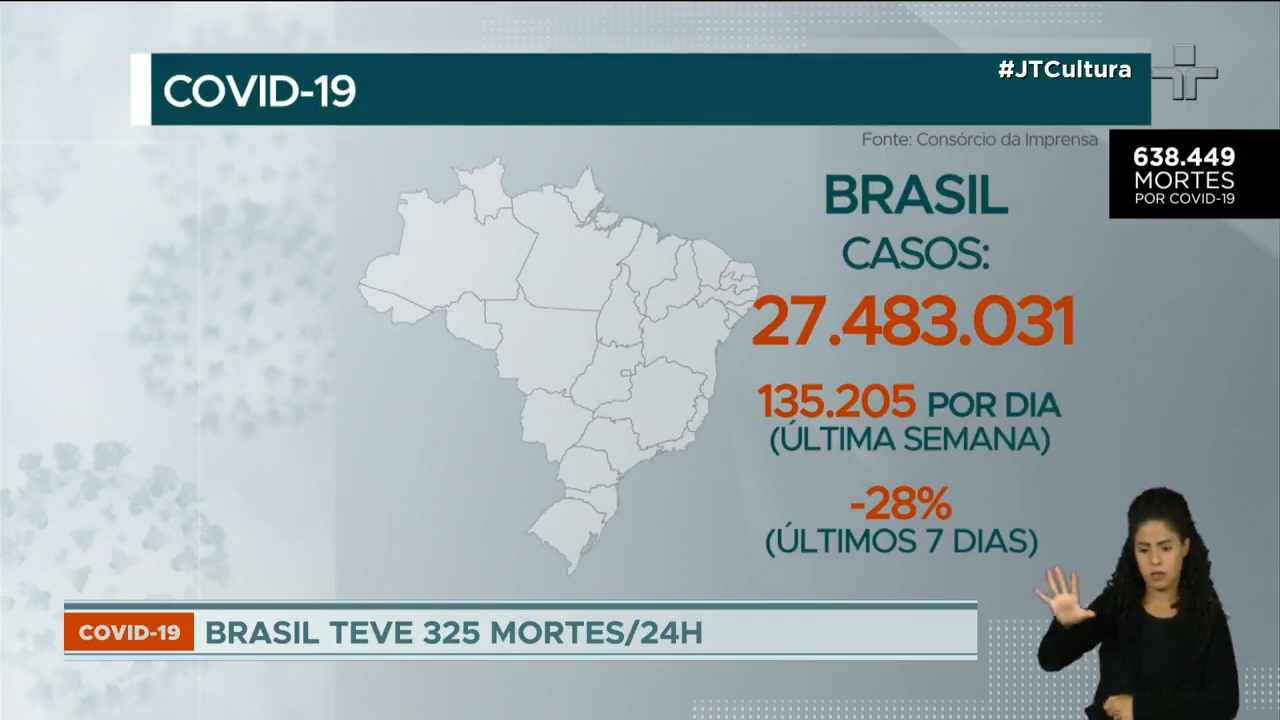 #JTCultura
COVID-19
Fonte: Consórcio da Imprensa
638.449
MORTES
POR COVID-19
BRASIL
CASOS:
27.483.031
135.205 POR DIA
(ÚLTIMA SEMANA)
-28%
(ÚLTIMOS 7 DIAS)
COVID-19 BRASIL TEVE 325 MORTES/24H